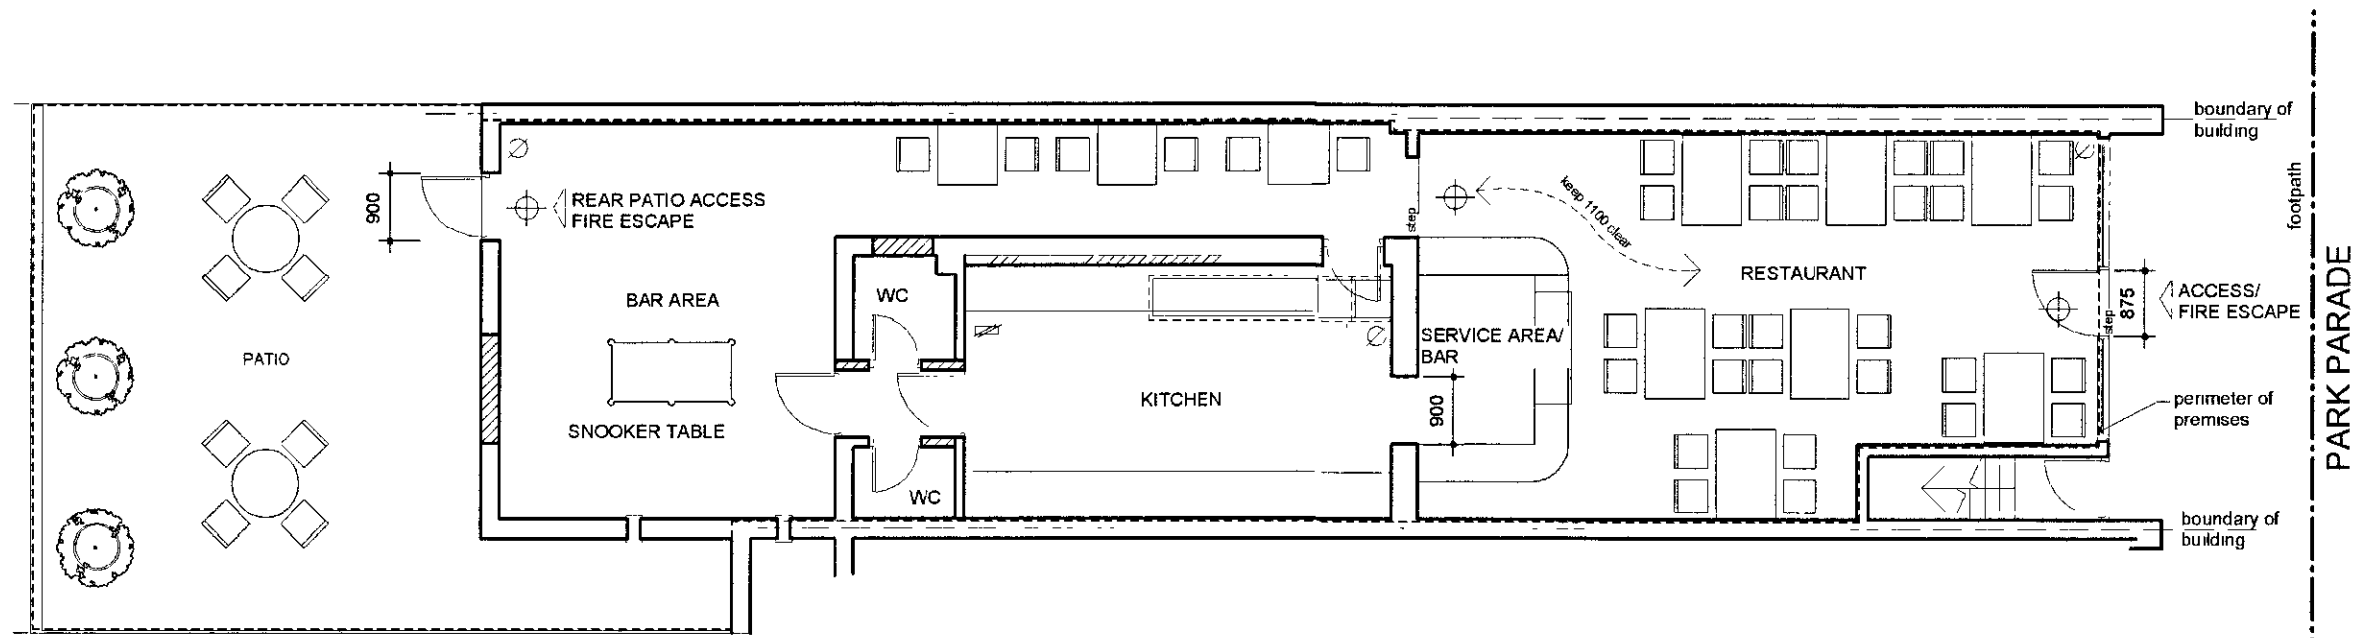 boundary of
building
footpath
PARK PARADE
900
REAR PATIO ACCESS
FIRE ESCAPE
step
keep 1100 clear
RESTAURANT
875
step
ACCESS/
FIRE ESCAPE
BAR AREA
WC
SERVICE AREA/
BAR
PATIO
KITCHEN
900
SNOOKER TABLE
perimeter of
premises
WC
boundary of
building